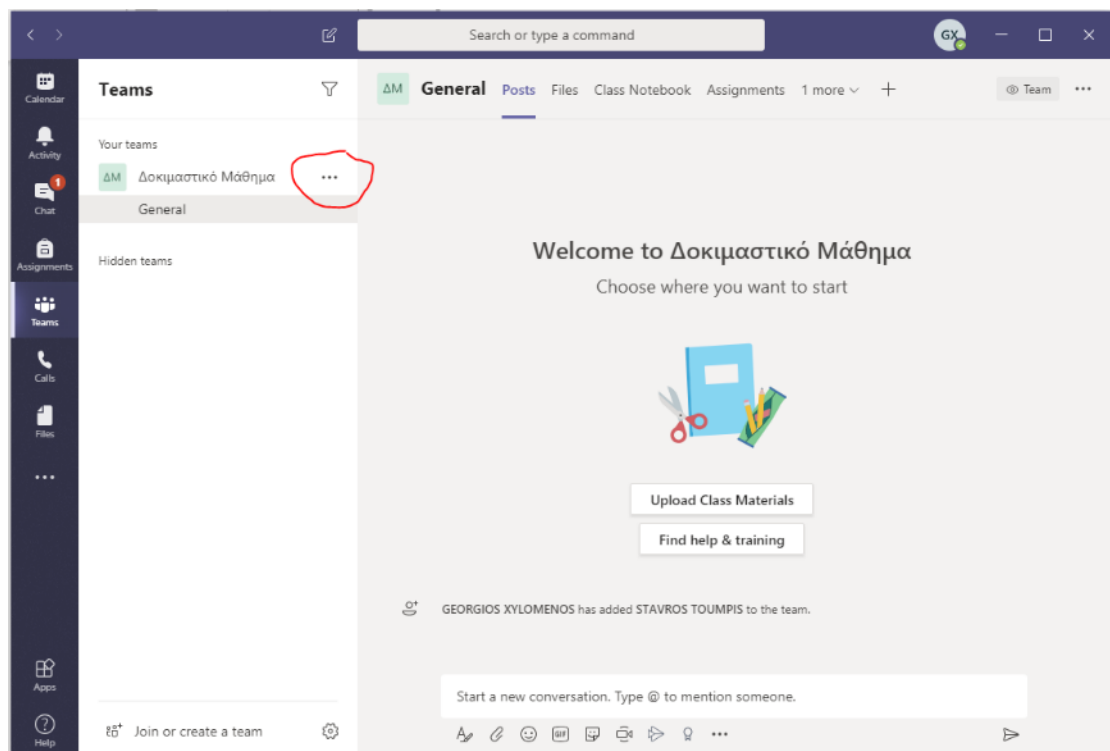 Search or type a command
GX
Calendar
Activity
1
Chat
Assignments
Teams
Calls
Files
Apps
Help
Teams
Your teams
ΔΜ Δοκιμαστικό Μάθημα
General
Hidden teams
Join or create a team
ΔΜ General Posts Files Class Notebook Assignments 1 more Team
Welcome to Δοκιμαστικό Μάθημα
Choose where you want to start
Upload Class Materials
Find help & training
GEORGIOS XYLOMENOS has added STAVROS TOUMPIS to the team.
Start a new conversation. Type @ to mention someone.
GIF